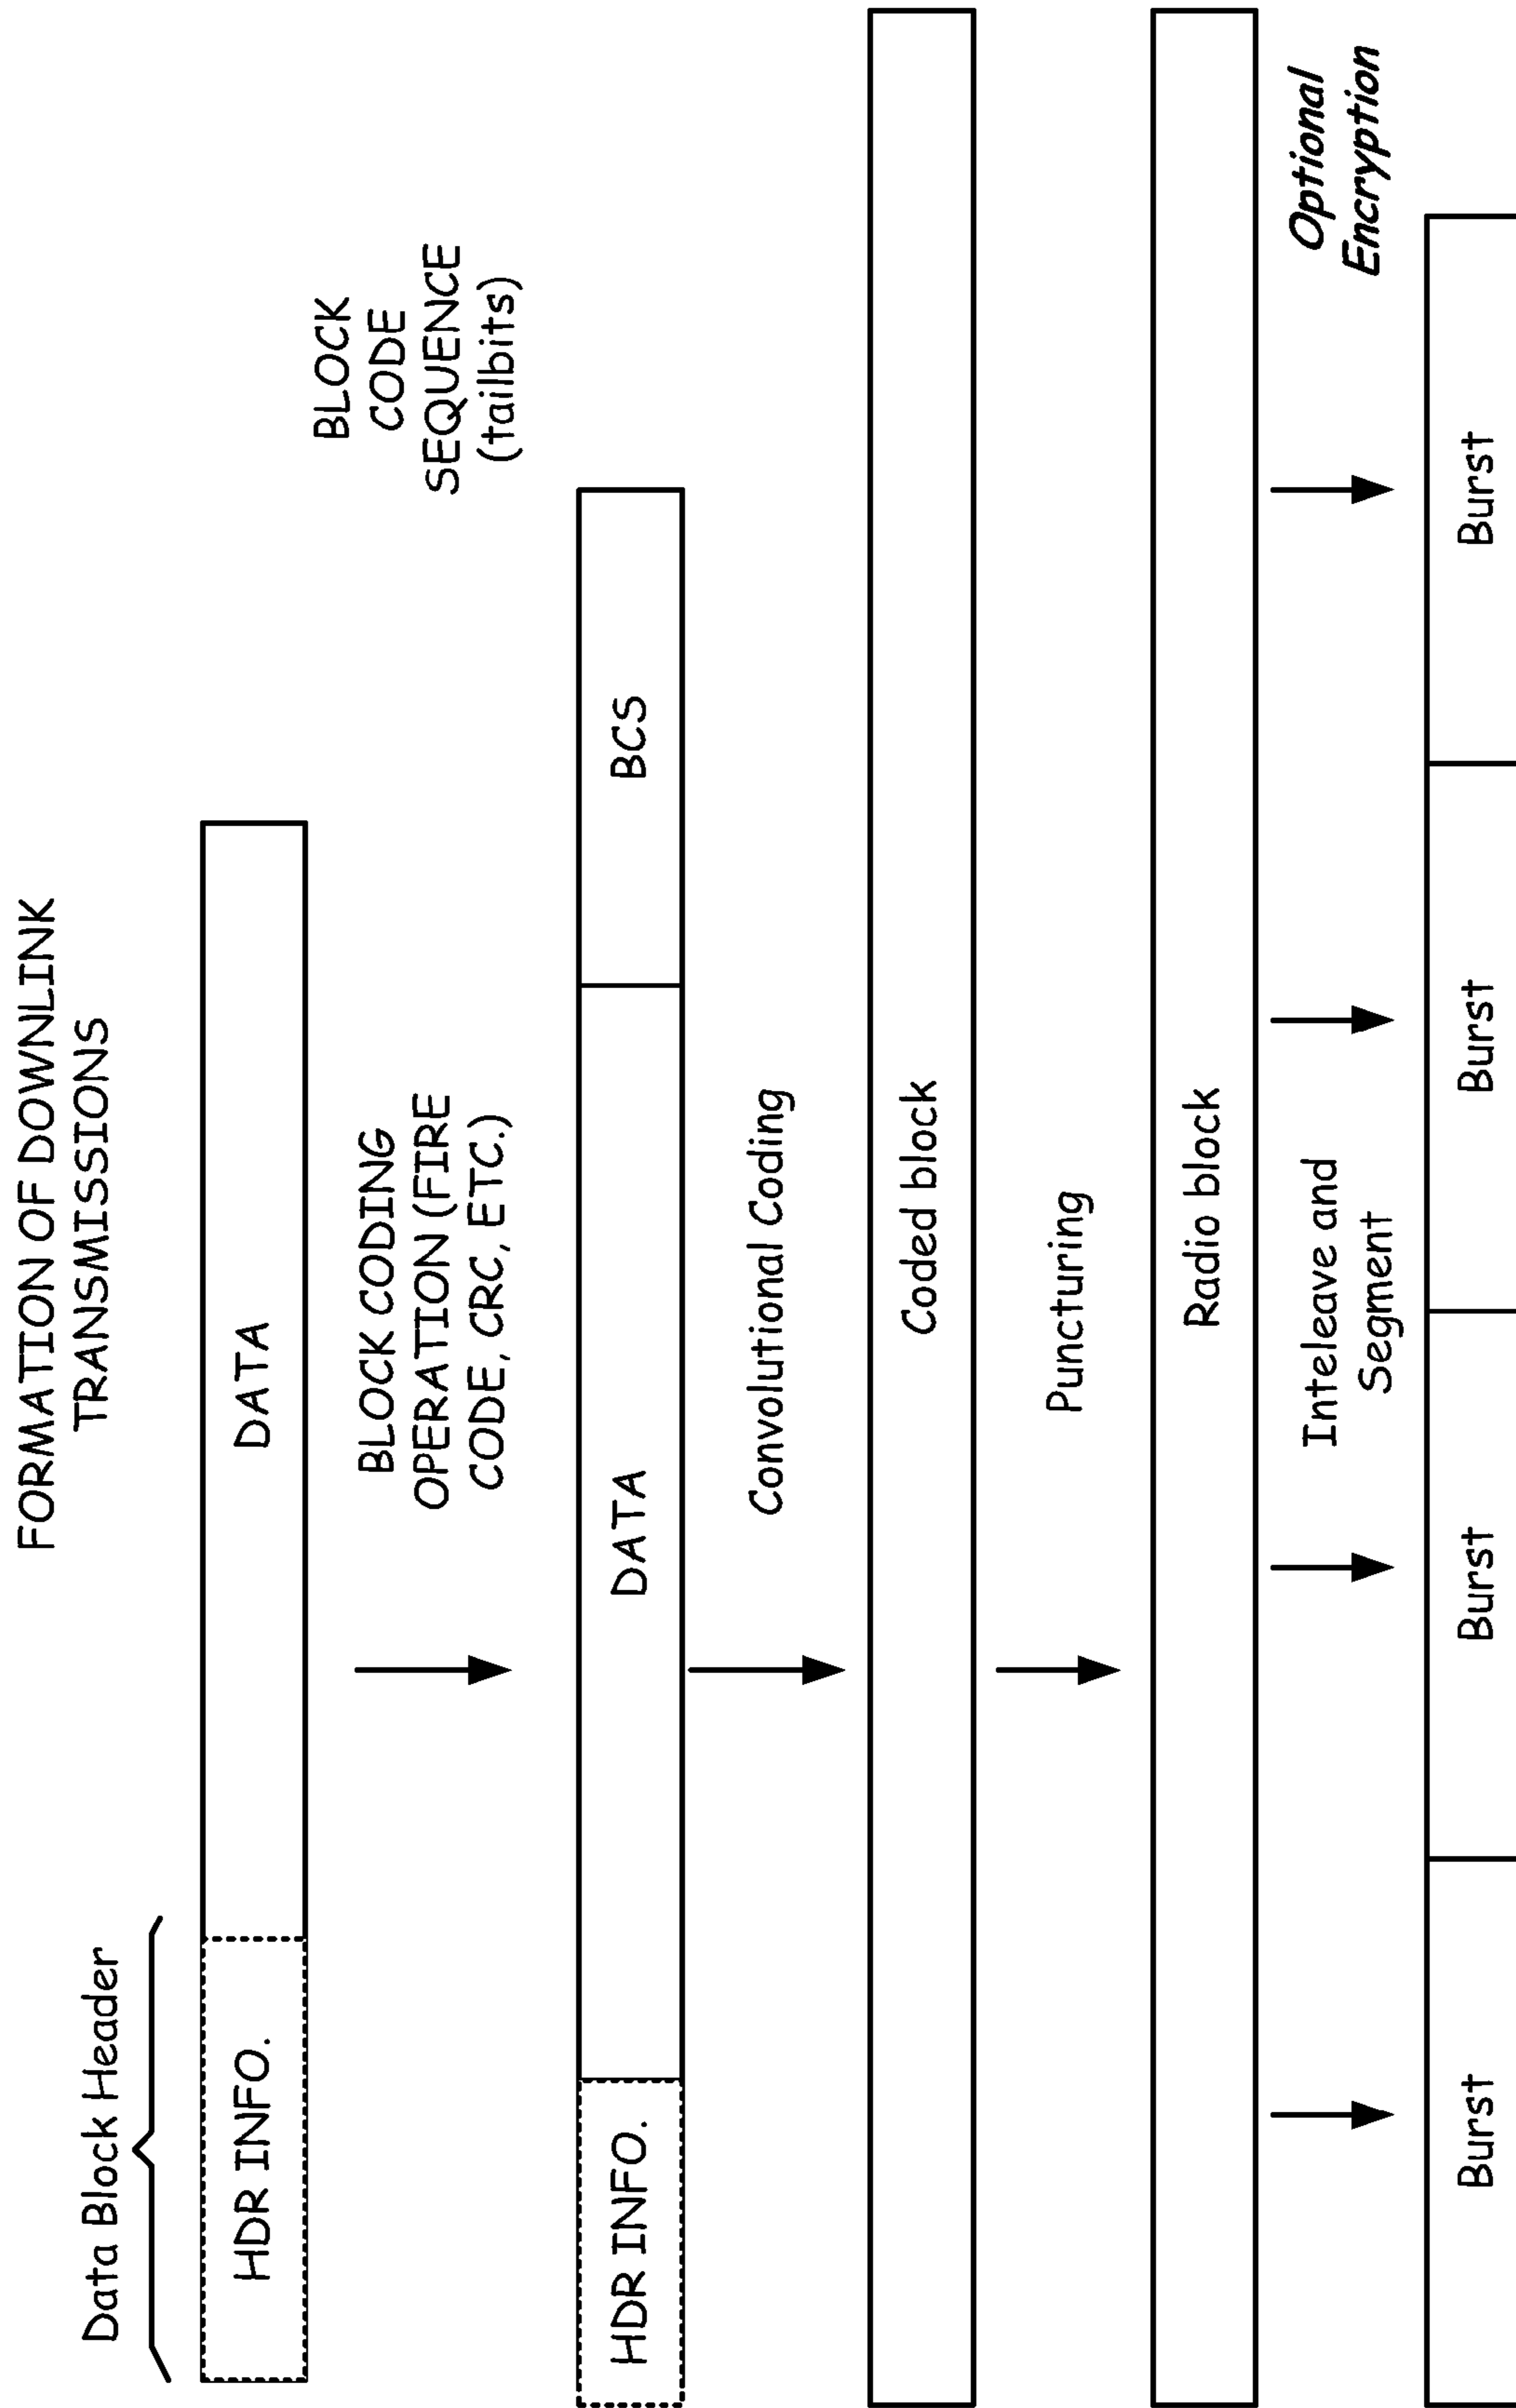 FORMATION OF DOWNLINK
TRANSMISSIONS
Data Block Header
HDR INFO.
DATA
BLOCK CODING
OPERATION (FIRE
CODE, CRC, ETC.)
BLOCK
CODE
SEQUENCE
(tailbits)
HDR INFO.
DATA
BCS
Convolutional Coding
Coded block
Puncturing
Radio block
Inteleave and
Segment
Optional
Encryption
Burst
Burst
Burst
Burst